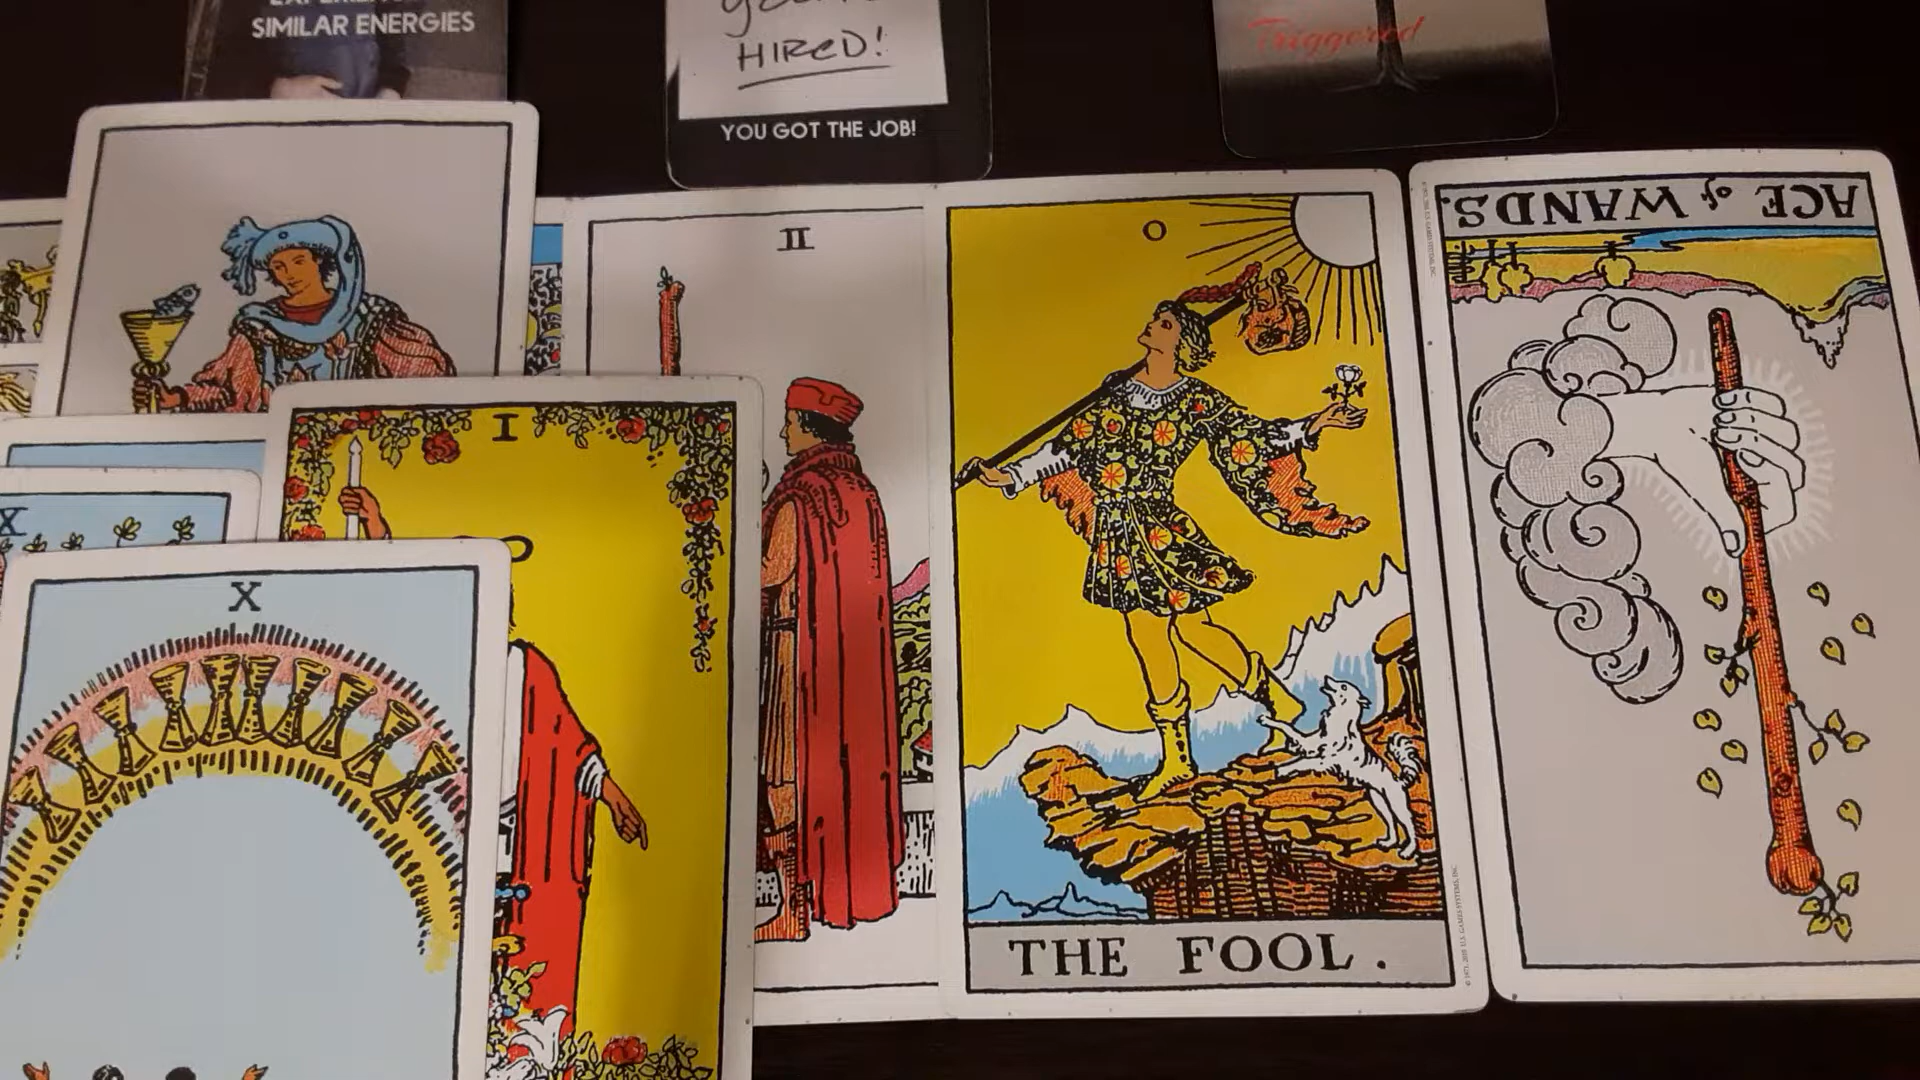 SIMILAR ENERGIES
HIRED!
YOU GOT THE JOB!
Triggered
II
0
ACE of WANDS.
I
X
X
THE FOOL.